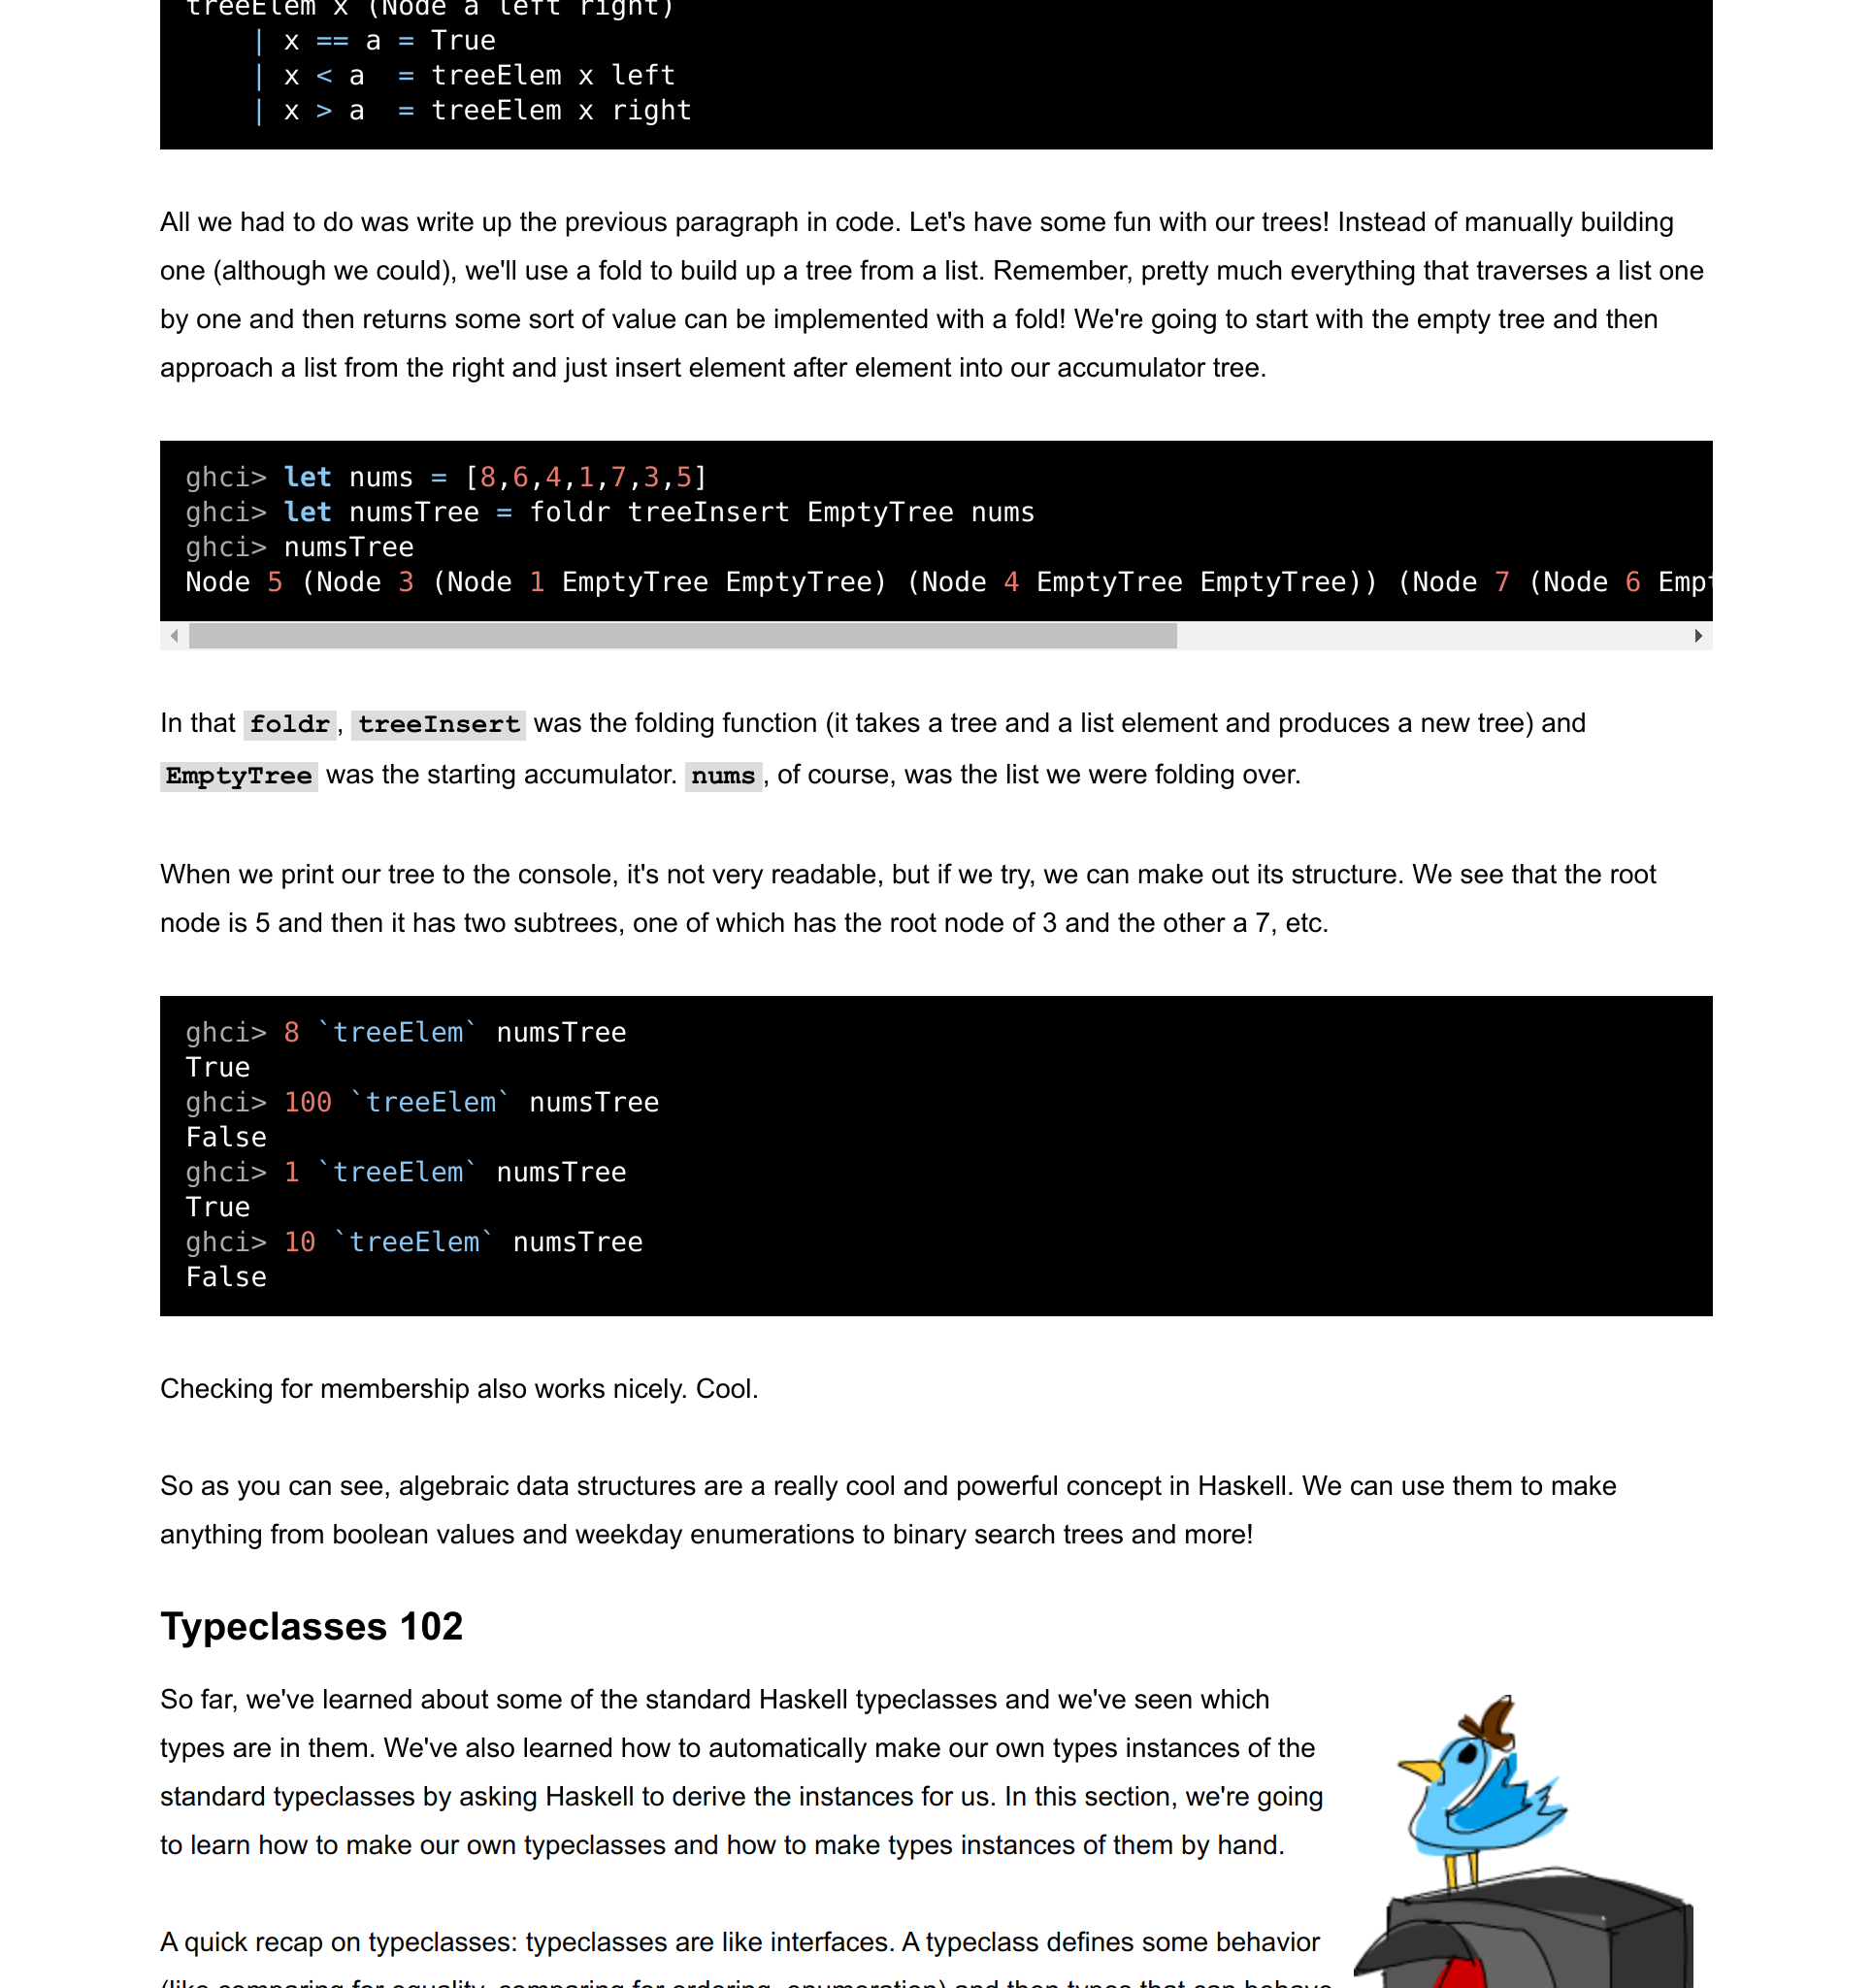 treeElem x (Node a left right)
    | x == a = True
    | x < a  = treeElem x left
    | x > a  = treeElem x right
All we had to do was write up the previous paragraph in code. Let's have some fun with our trees! Instead of manually building
one (although we could), we'll use a fold to build up a tree from a list. Remember, pretty much everything that traverses a list one
by one and then returns some sort of value can be implemented with a fold! We're going to start with the empty tree and then
approach a list from the right and just insert element after element into our accumulator tree.
ghci> let nums = [8,6,4,1,7,3,5]
ghci> let numsTree = foldr treeInsert EmptyTree nums
ghci> numsTree
Node 5 (Node 3 (Node 1 EmptyTree EmptyTree) (Node 4 EmptyTree EmptyTree)) (Node 7 (Node 6 Emp
In that foldr, treeInsert was the folding function (it takes a tree and a list element and produces a new tree) and
EmptyTree was the starting accumulator. nums, of course, was the list we were folding over.
When we print our tree to the console, it's not very readable, but if we try, we can make out its structure. We see that the root
node is 5 and then it has two subtrees, one of which has the root node of 3 and the other a 7, etc.
ghci> 8 `treeElem` numsTree
True
ghci> 100 `treeElem` numsTree
False
ghci> 1 `treeElem` numsTree
True
ghci> 10 `treeElem` numsTree
False
Checking for membership also works nicely. Cool.
So as you can see, algebraic data structures are a really cool and powerful concept in Haskell. We can use them to make
anything from boolean values and weekday enumerations to binary search trees and more!
Typeclasses 102
So far, we've learned about some of the standard Haskell typeclasses and we've seen which
types are in them. We've also learned how to automatically make our own types instances of the
standard typeclasses by asking Haskell to derive the instances for us. In this section, we're going
to learn how to make our own typeclasses and how to make types instances of them by hand.
A quick recap on typeclasses: typeclasses are like interfaces. A typeclass defines some behavior
(like comparing for equality, comparing for ordering, enumeration) and then types that can behave